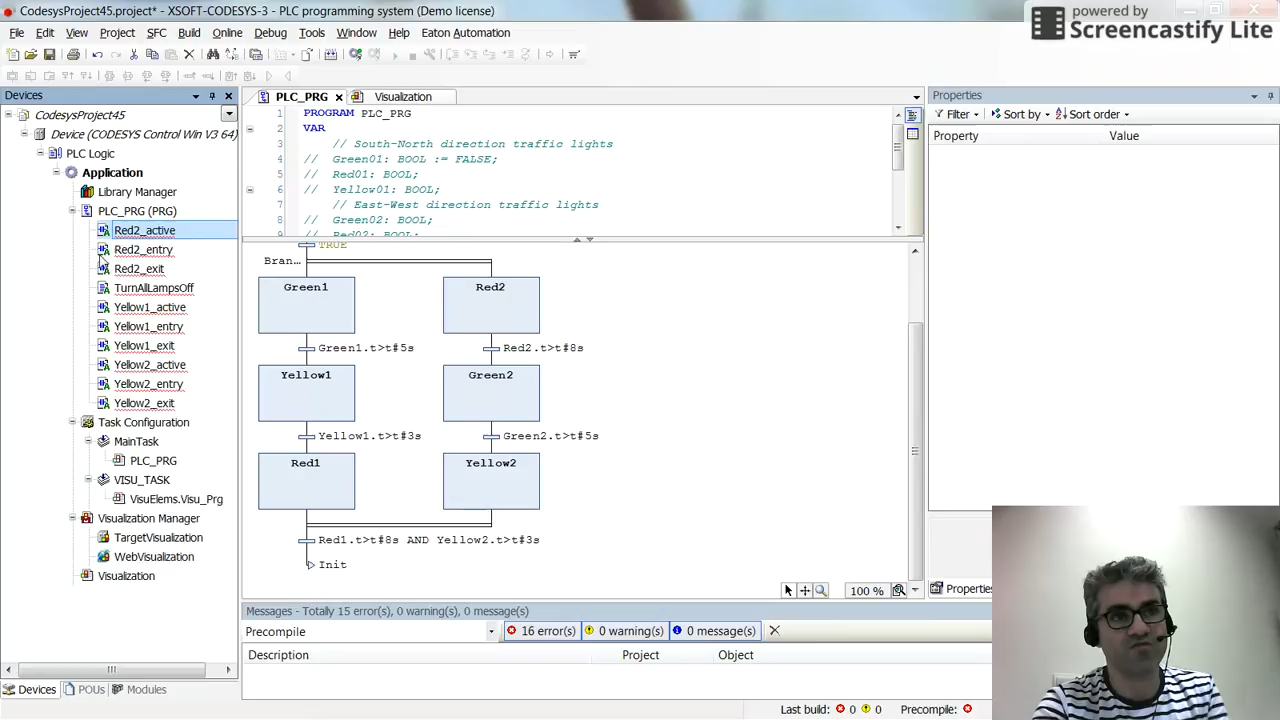 CodesysProject45.project* - XSOFT-CODESYS-3 - PLC programming system (Demo license)
powered by
Screencastify Lite
File Edit View Project SFC Build Online Debug Tools Window Help Eaton Automation
Devices
CodesysProject45
Device (CODESYS Control Win V3 64)
PLC Logic
Application
Library Manager
PLC_PRG (PRG)
Red2_active
Red2_entry
Red2_exit
TurnAllLampsOff
Yellow1_active
Yellow1_entry
Yellow1_exit
Yellow2_active
Yellow2_entry
Yellow2_exit
Task Configuration
MainTask
PLC_PRG
VISU_TASK
VisuElems.Visu_Prg
Visualization Manager
TargetVisualization
WebVisualization
Visualization
Devices POUs Modules
PLC_PRG Visualization
1 PROGRAM PLC_PRG
2 VAR
3 // South-North direction traffic lights
4 // Green01: BOOL := FALSE;
5 // Red01: BOOL;
6 // Yellow01: BOOL;
7 // East-West direction traffic lights
8 // Green02: BOOL;
9 // Red02: BOOL;
TRUE
Bran...
Green1 Red2
Green1.t>t#5s Red2.t>t#8s
Yellow1 Green2
Yellow1.t>t#3s Green2.t>t#5s
Red1 Yellow2
Red1.t>t#8s AND Yellow2.t>t#3s
Init
100 %
Properties
Filter Sort by Sort order
Property Value
Properties
Messages - Totally 15 error(s), 0 warning(s), 0 message(s)
Precompile 16 error(s) 0 warning(s) 0 message(s)
Description Project Object
Last build: 0 0 Precompile: